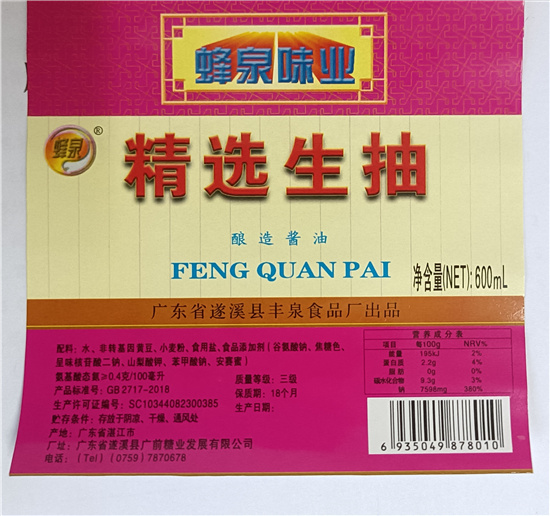 蜂泉味业
蜂泉
®
精选生抽
酿造酱油
FENG QUAN PAI
净含量(NET): 600mL
广东省遂溪县丰泉食品厂出品
配料：水、非转基因黄豆、小麦粉、食用盐、食品添加剂（谷氨酸钠、焦糖色、
呈味核苷酸二钠、山梨酸钾、苯甲酸钠、安赛蜜）
氨基酸态氮≥0.4克/100毫升
质量等级：三级
产品标准号：GB 2717-2018
保质期：18个月
生产许可证编号：SC10344082300385
生产日期：
贮存条件：存放于阴凉、干燥、通风处
产地：广东省湛江市
厂址：广东省遂溪县广前糖业发展有限公司
电话：（Tel）(0759) 7870678
营养成分表
项目 每100g NRV%
能量 195kJ 2%
蛋白质 2.2g 4%
脂肪 0g 0%
碳水化合物 9.3g 3%
钠 7598mg 380%
6 935049 878010